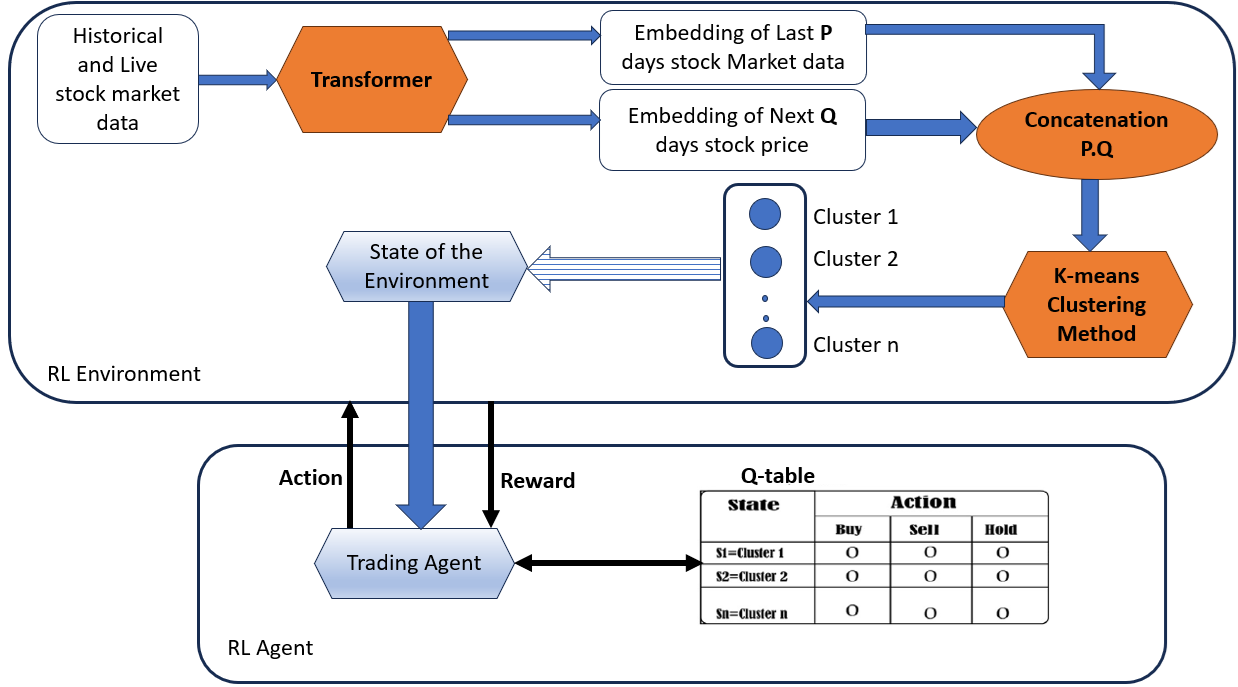 Historical
and Live
stock market
data
Transformer
Embedding of Last P
days stock Market data
Embedding of Next Q
days stock price
Concatenation
P.Q
Cluster 1
Cluster 2
Cluster n
K-means
Clustering
Method
State of the
Environment
RL Environment
Action
Reward
Trading Agent
RL Agent
Q-table
State Action
Buy Sell Hold
S1=Cluster 1 O O O
S2=Cluster 2 O O O
Sn=Cluster n O O O